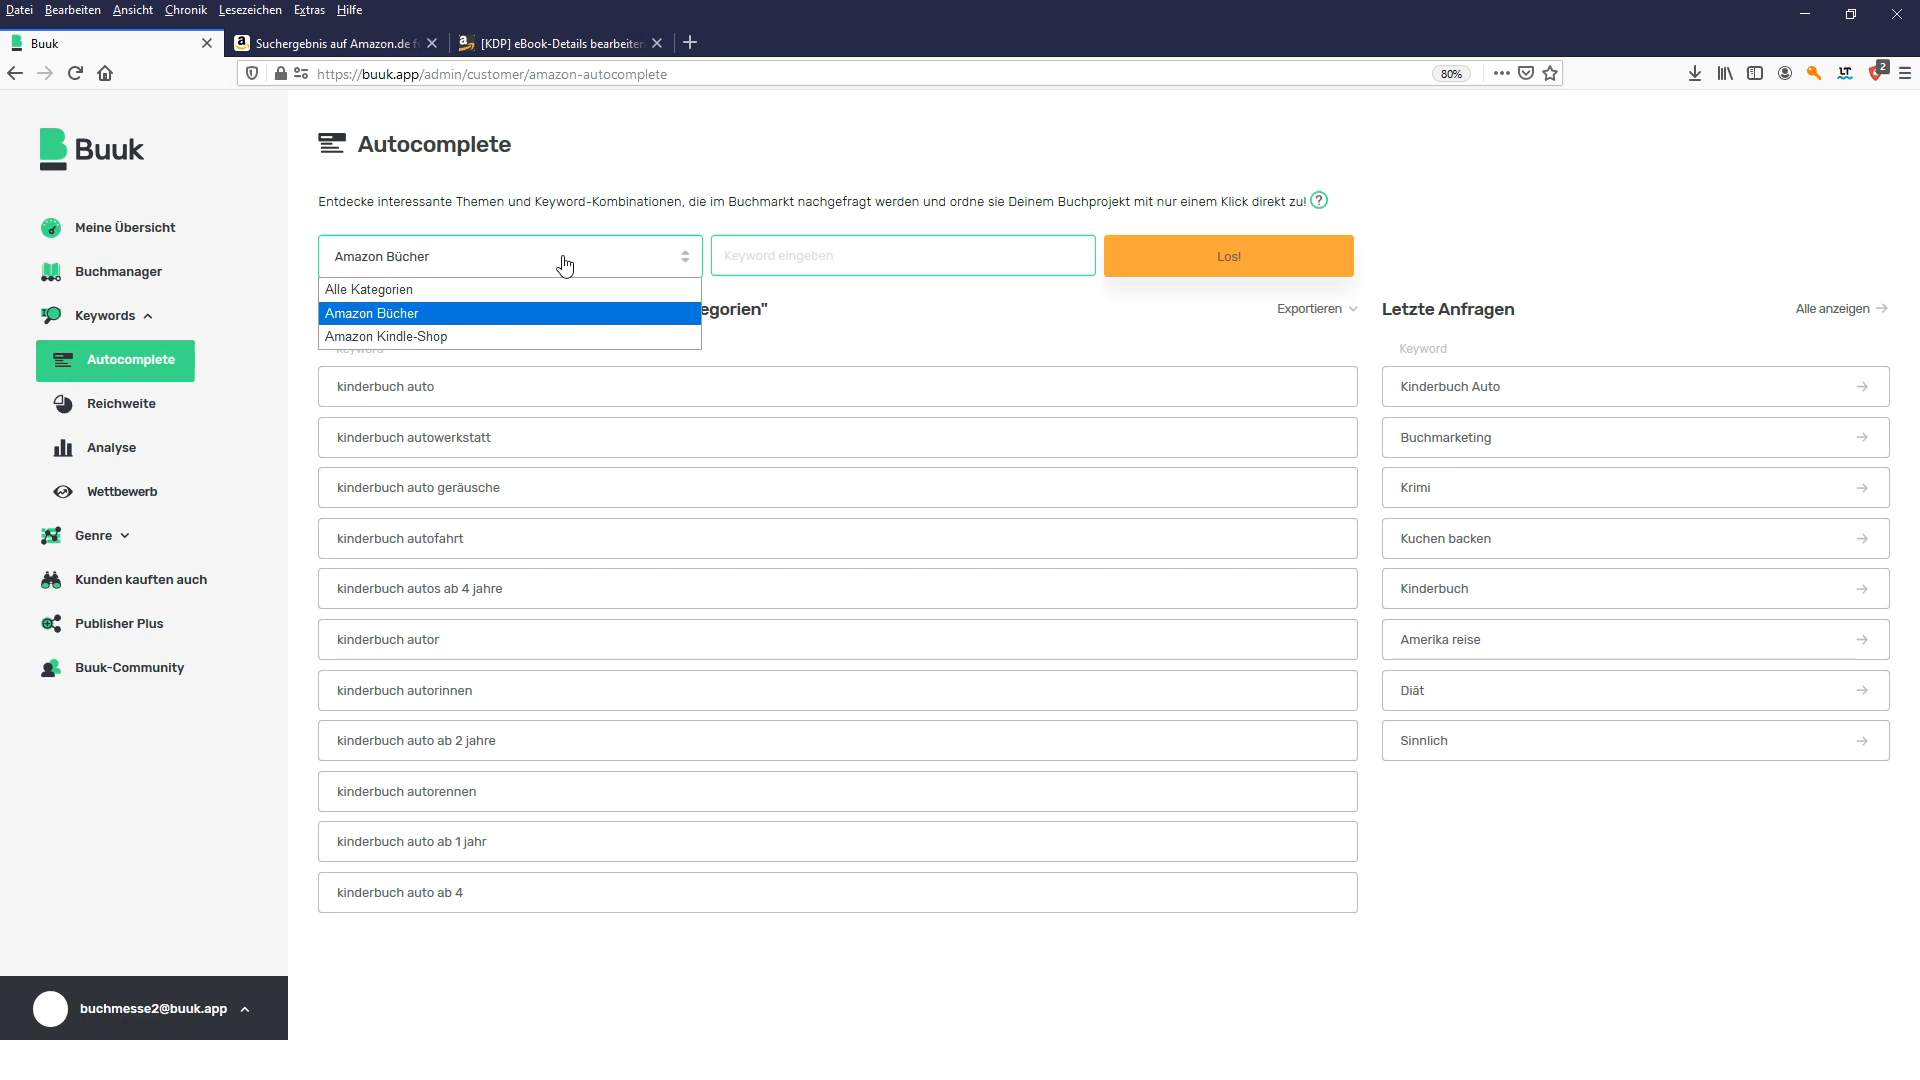 Datei Bearbeiten Ansicht Chronik Lesezeichen Extras Hilfe
Buuk
Suchergebnis auf Amazon.de f
[KDP] eBook-Details bearbeiten
https://buuk.app/admin/customer/amazon-autocomplete
80%
LT
2
Buuk
Meine Übersicht
Buchmanager
Keywords
Autocomplete
Reichweite
Analyse
Wettbewerb
Genre
Kunden kauften auch
Publisher Plus
Buuk-Community
buchmesse2@buuk.app
Autocomplete
Entdecke interessante Themen und Keyword-Kombinationen, die im Buchmarkt nachgefragt werden und ordne sie Deinem Buchprojekt mit nur einem Klick direkt zu! ?
Amazon Bücher
Keyword eingeben
Los!
Alle Kategorien
Amazon Bücher
Amazon Kindle-Shop
egorien"
Exportieren
Keyword
kinderbuch auto
kinderbuch autowerkstatt
kinderbuch auto geräusche
kinderbuch autofahrt
kinderbuch autos ab 4 jahre
kinderbuch autor
kinderbuch autorinnen
kinderbuch auto ab 2 jahre
kinderbuch autorennen
kinderbuch auto ab 1 jahr
kinderbuch auto ab 4
Letzte Anfragen
Alle anzeigen
Keyword
Kinderbuch Auto
Buchmarketing
Krimi
Kuchen backen
Kinderbuch
Amerika reise
Diät
Sinnlich